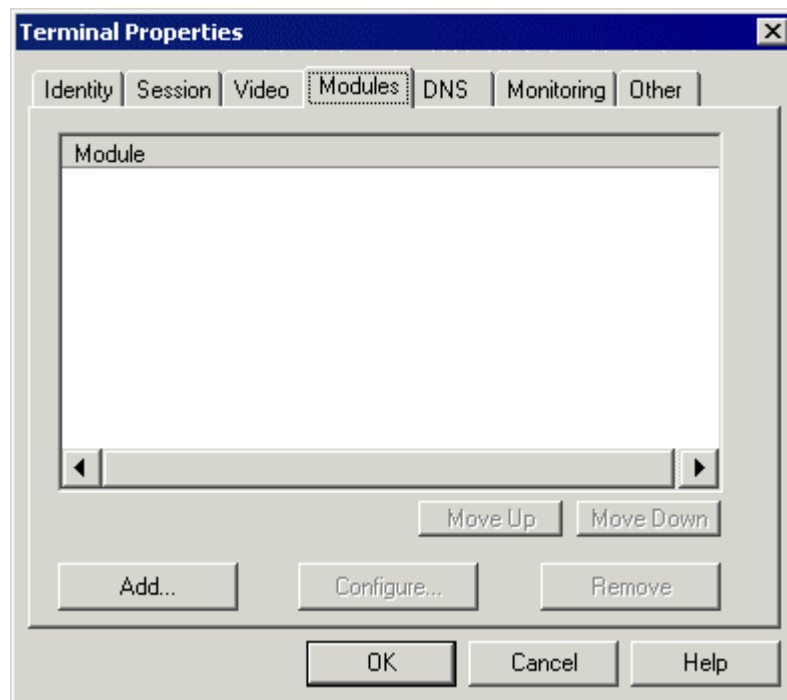 Terminal Properties
Identity Session Video Modules DNS Monitoring Other
Module
Move Up Move Down
Add... Configure... Remove
OK Cancel Help